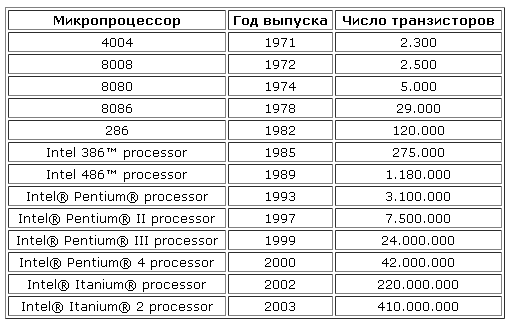 Микропроцессор Год выпуска Число транзисторов
4004 1971 2.300
8008 1972 2.500
8080 1974 5.000
8086 1978 29.000
286 1982 120.000
Intel 386™ processor 1985 275.000
Intel 486™ processor 1989 1.180.000
Intel® Pentium® processor 1993 3.100.000
Intel® Pentium® II processor 1997 7.500.000
Intel® Pentium® III processor 1999 24.000.000
Intel® Pentium® 4 processor 2000 42.000.000
Intel® Itanium® processor 2002 220.000.000
Intel® Itanium® 2 processor 2003 410.000.000